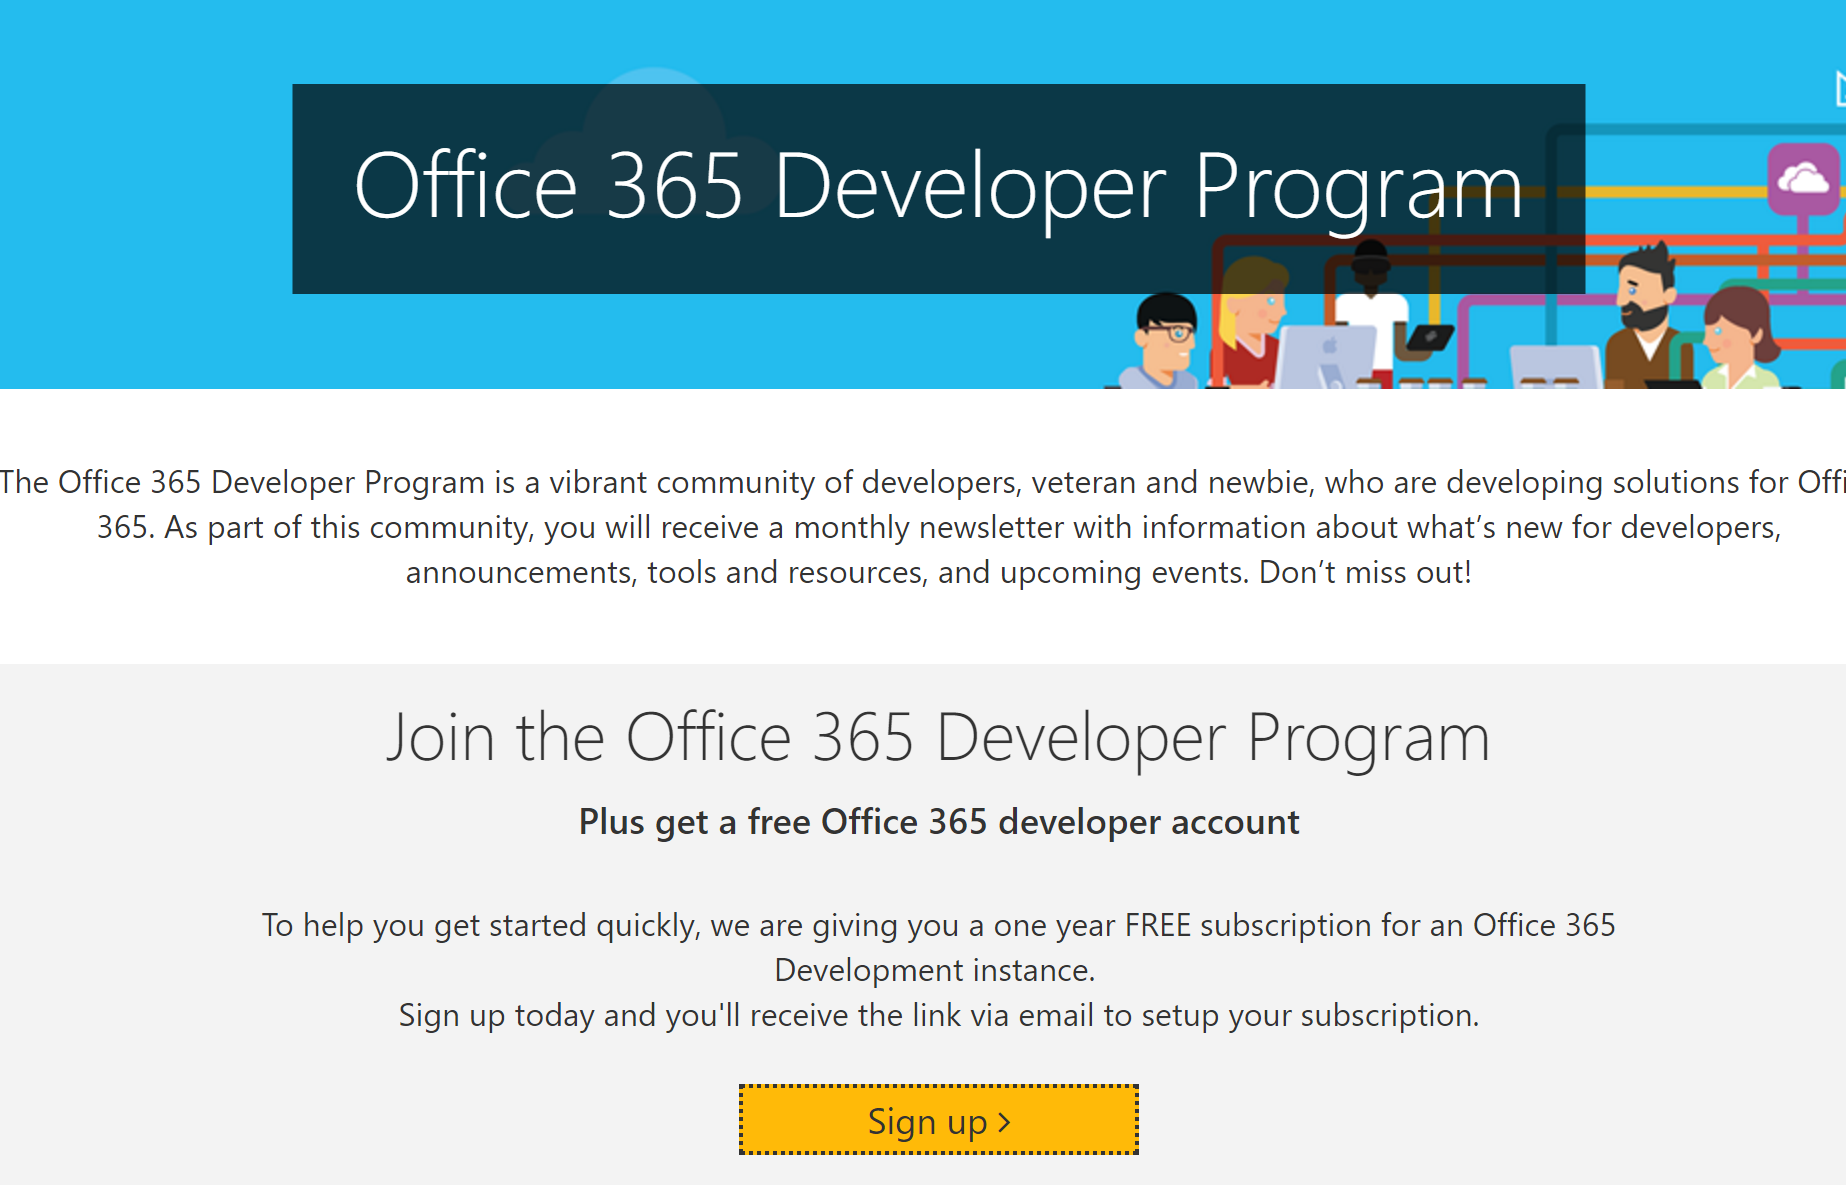 Office 365 Developer Program
The Office 365 Developer Program is a vibrant community of developers, veteran and newbie, who are developing solutions for Offi
365. As part of this community, you will receive a monthly newsletter with information about what’s new for developers,
announcements, tools and resources, and upcoming events. Don’t miss out!
Join the Office 365 Developer Program
Plus get a free Office 365 developer account
To help you get started quickly, we are giving you a one year FREE subscription for an Office 365
Development instance.
Sign up today and you'll receive the link via email to setup your subscription.
Sign up >